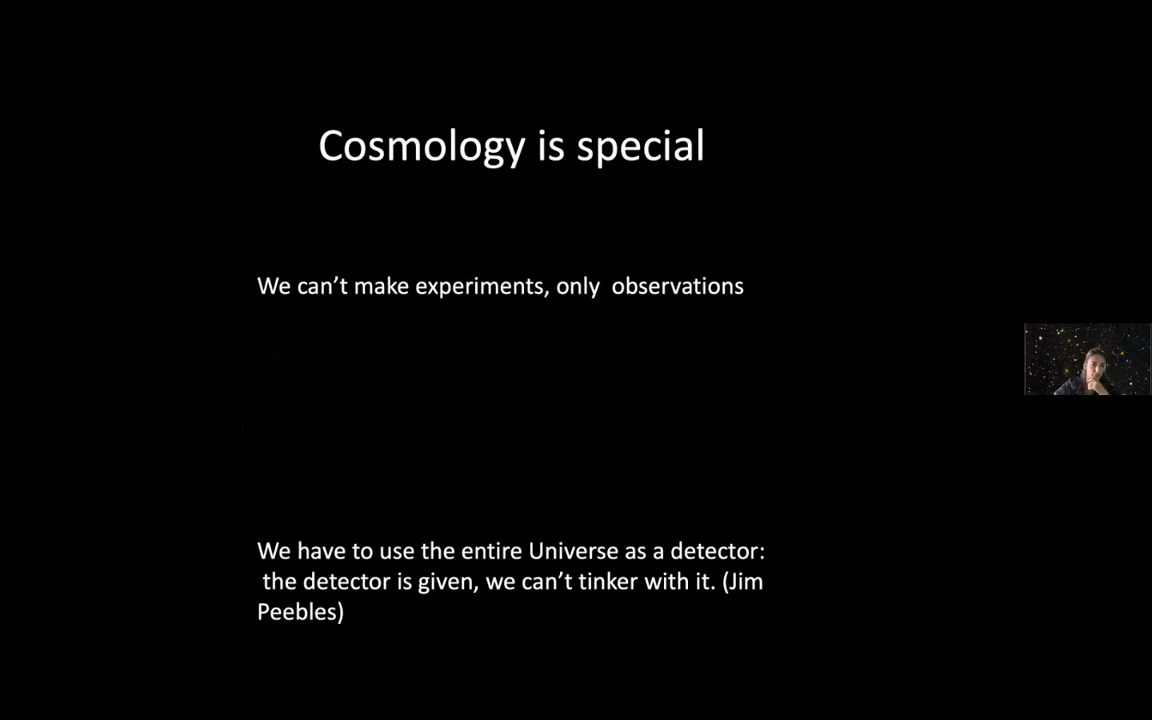 Cosmology is special
We can’t make experiments, only  observations
We have to use the entire Universe as a detector:
the detector is given, we can’t tinker with it. (Jim
Peebles)